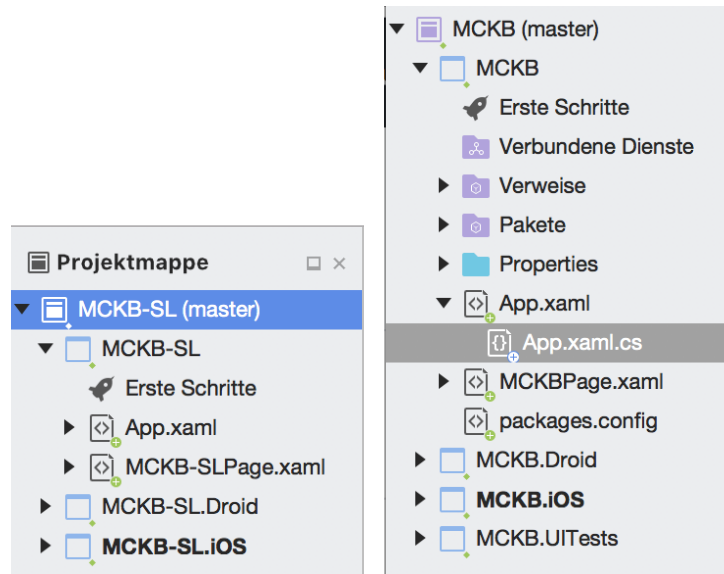 Projektmappe
MCKB-SL (master)
MCKB-SL
Erste Schritte
App.xaml
MCKB-SLPage.xaml
MCKB-SL.Droid
MCKB-SL.iOS
MCKB (master)
MCKB
Erste Schritte
Verbundene Dienste
Verweise
Pakete
Properties
App.xaml
App.xaml.cs
MCKBPage.xaml
packages.config
MCKB.Droid
MCKB.iOS
MCKB.UITests